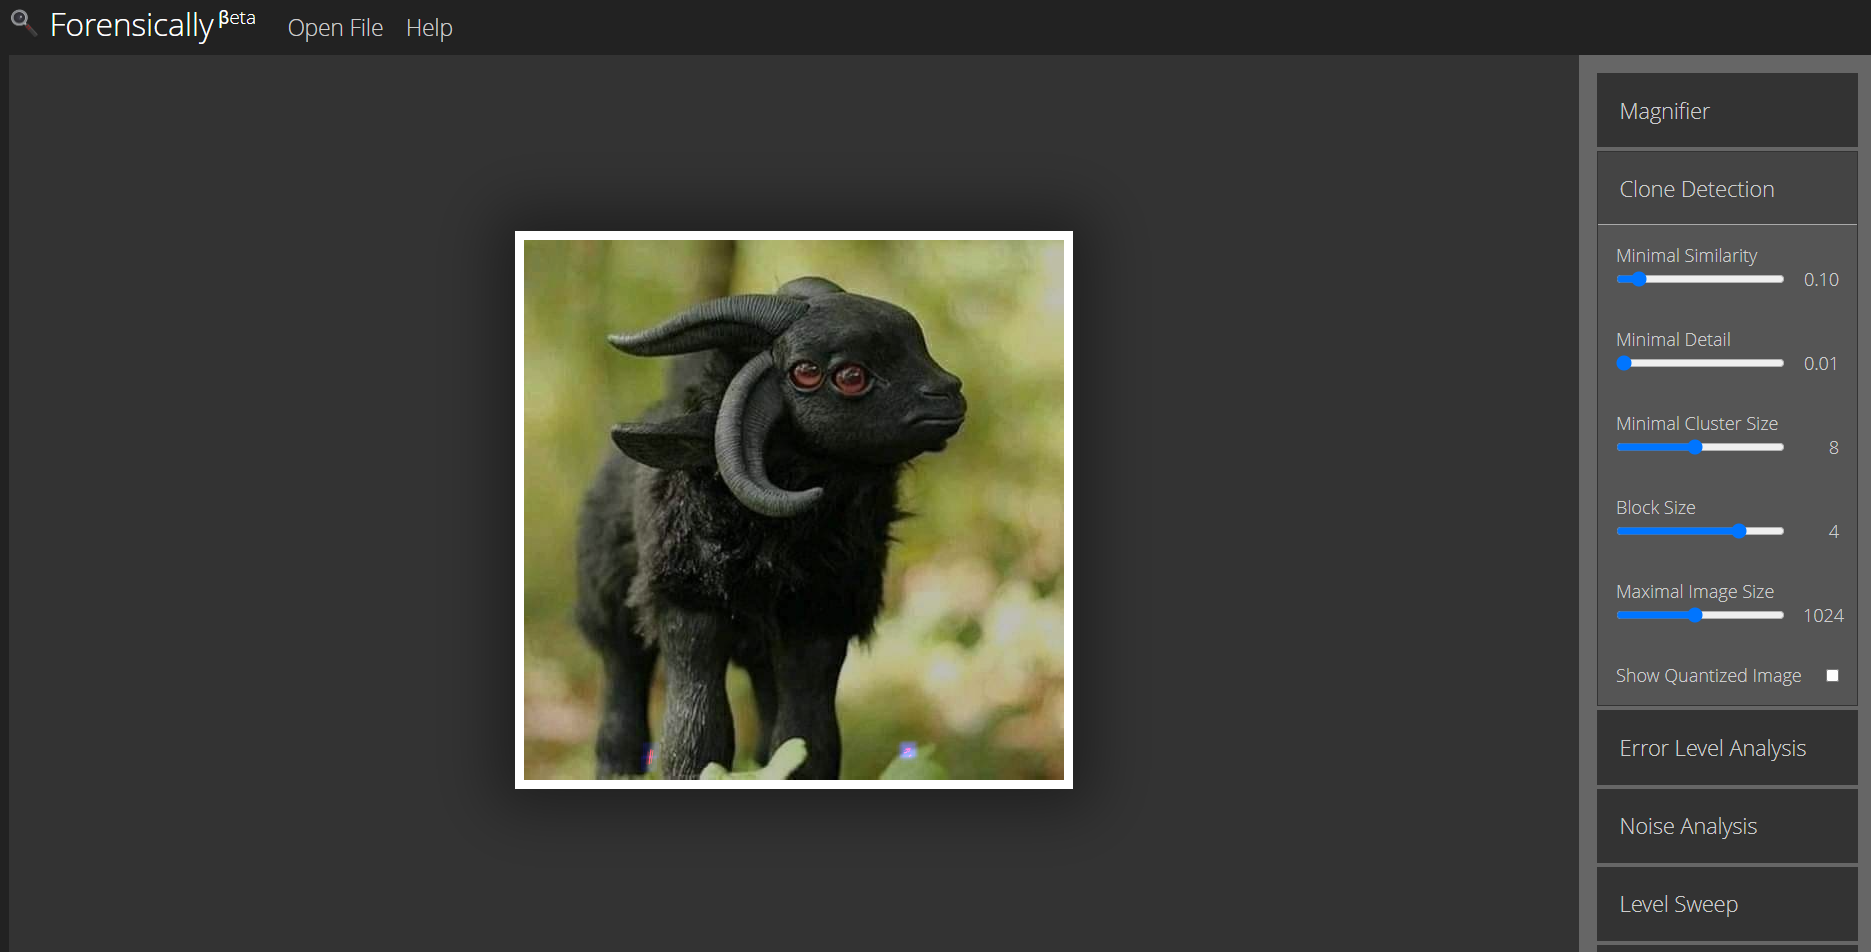 Forensically βeta
Open File
Help
Magnifier
Clone Detection
Minimal Similarity
0.10
Minimal Detail
0.01
Minimal Cluster Size
8
Block Size
4
Maximal Image Size
1024
Show Quantized Image
Error Level Analysis
Noise Analysis
Level Sweep